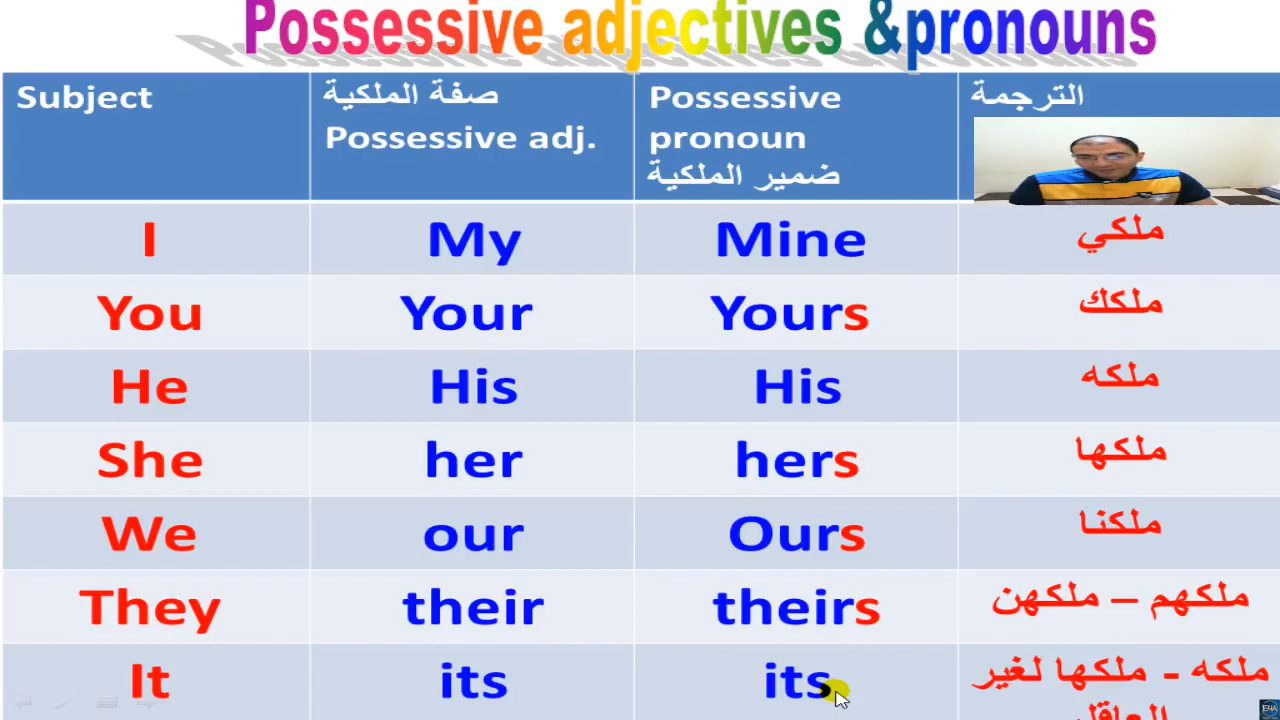 Possessive adjectives &pronouns
Subject
صفة الملكية
Possessive adj.
Possessive
pronoun
ضمير الملكية
الترجمة
I My Mine ملكي
You Your Yours ملكك
He His His ملكه
She her hers ملكها
We our Ours ملكنا
They their theirs ملكهم – ملكهن
It its its ملكه - ملكها لغير
العاقل